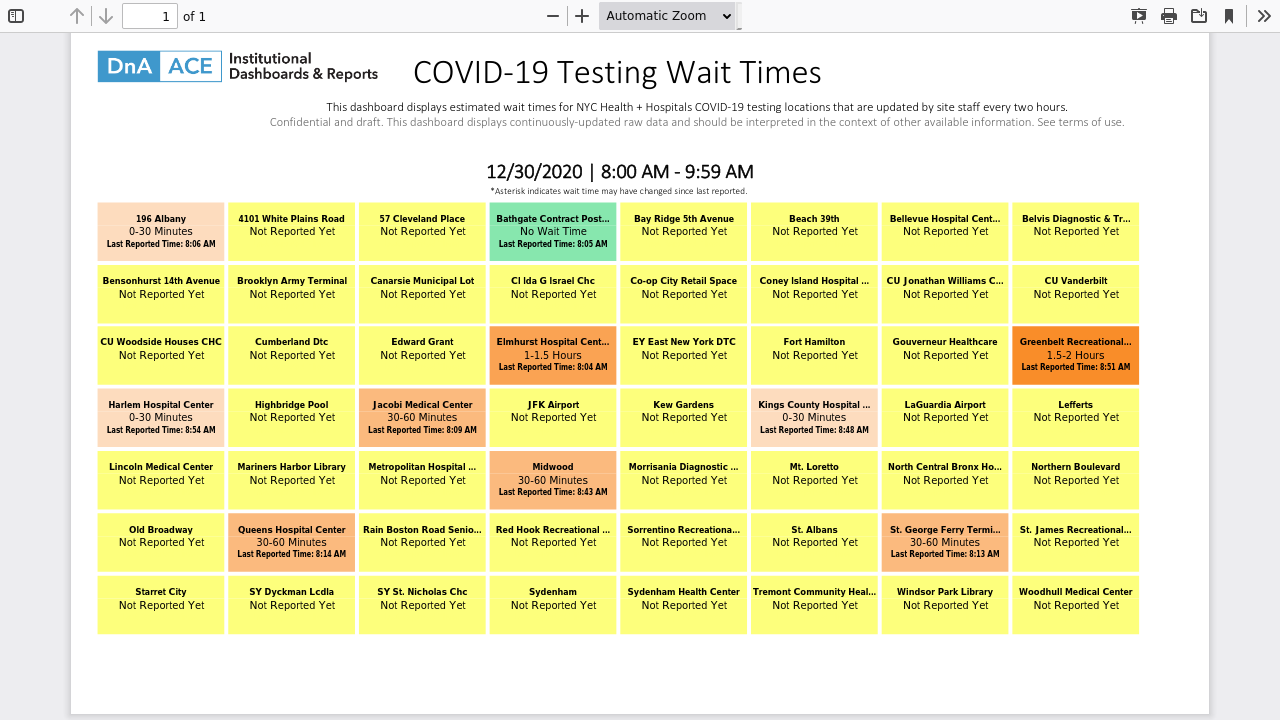 1 of 1
Automatic Zoom
DnA ACE Institutional
Dashboards & Reports
COVID-19 Testing Wait Times
This dashboard displays estimated wait times for NYC Health + Hospitals COVID-19 testing locations that are updated by site staff every two hours.
Confidential and draft. This dashboard displays continuously-updated raw data and should be interpreted in the context of other available information. See terms of use.
12/30/2020 | 8:00 AM - 9:59 AM
*Asterisk indicates wait time may have changed since last reported.
196 Albany
0-30 Minutes
Last Reported Time: 8:06 AM
4101 White Plains Road
Not Reported Yet
57 Cleveland Place
Not Reported Yet
Bathgate Contract Post...
No Wait Time
Last Reported Time: 8:05 AM
Bay Ridge 5th Avenue
Not Reported Yet
Beach 39th
Not Reported Yet
Bellevue Hospital Cent...
Not Reported Yet
Belvis Diagnostic & Tr...
Not Reported Yet
Bensonhurst 14th Avenue
Not Reported Yet
Brooklyn Army Terminal
Not Reported Yet
Canarsie Municipal Lot
Not Reported Yet
Cl Ida G Israel Chc
Not Reported Yet
Co-op City Retail Space
Not Reported Yet
Coney Island Hospital ...
Not Reported Yet
CU Jonathan Williams C...
Not Reported Yet
CU Vanderbilt
Not Reported Yet
CU Woodside Houses CHC
Not Reported Yet
Cumberland Dtc
Not Reported Yet
Edward Grant
Not Reported Yet
Elmhurst Hospital Cent...
1-1.5 Hours
Last Reported Time: 8:04 AM
EY East New York DTC
Not Reported Yet
Fort Hamilton
Not Reported Yet
Gouverneur Healthcare
Not Reported Yet
Greenbelt Recreational...
1.5-2 Hours
Last Reported Time: 8:51 AM
Harlem Hospital Center
0-30 Minutes
Last Reported Time: 8:54 AM
Highbridge Pool
Not Reported Yet
Jacobi Medical Center
30-60 Minutes
Last Reported Time: 8:09 AM
JFK Airport
Not Reported Yet
Kew Gardens
Not Reported Yet
Kings County Hospital ...
0-30 Minutes
Last Reported Time: 8:48 AM
LaGuardia Airport
Not Reported Yet
Lefferts
Not Reported Yet
Lincoln Medical Center
Not Reported Yet
Mariners Harbor Library
Not Reported Yet
Metropolitan Hospital ...
Not Reported Yet
Midwood
30-60 Minutes
Last Reported Time: 8:43 AM
Morrisania Diagnostic ...
Not Reported Yet
Mt. Loretto
Not Reported Yet
North Central Bronx Ho...
Not Reported Yet
Northern Boulevard
Not Reported Yet
Old Broadway
Not Reported Yet
Queens Hospital Center
30-60 Minutes
Last Reported Time: 8:14 AM
Rain Boston Road Senio...
Not Reported Yet
Red Hook Recreational ...
Not Reported Yet
Sorrentino Recreationa...
Not Reported Yet
St. Albans
Not Reported Yet
St. George Ferry Termi...
30-60 Minutes
Last Reported Time: 8:13 AM
St. James Recreational...
Not Reported Yet
Starret City
Not Reported Yet
SY Dyckman Lcdla
Not Reported Yet
SY St. Nicholas Chc
Not Reported Yet
Sydenham
Not Reported Yet
Sydenham Health Center
Not Reported Yet
Tremont Community Heal...
Not Reported Yet
Windsor Park Library
Not Reported Yet
Woodhull Medical Center
Not Reported Yet